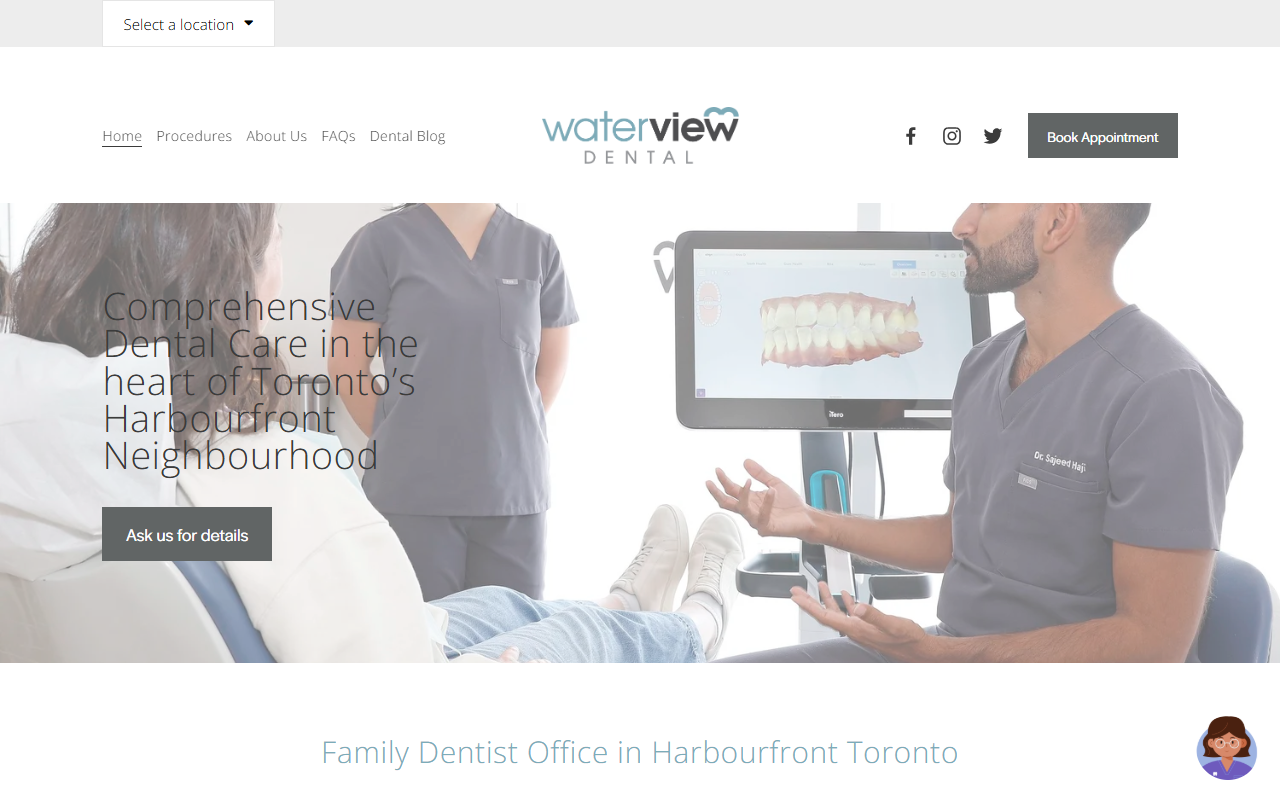 Select a location
Home Procedures About Us FAQs Dental Blog
waterview
DENTAL
Book Appointment
Comprehensive
Dental Care in the
heart of Toronto’s
Harbourfront
Neighbourhood
Ask us for details
iTero
Dr. Sajeed Haji
Family Dentist Office in Harbourfront Toronto